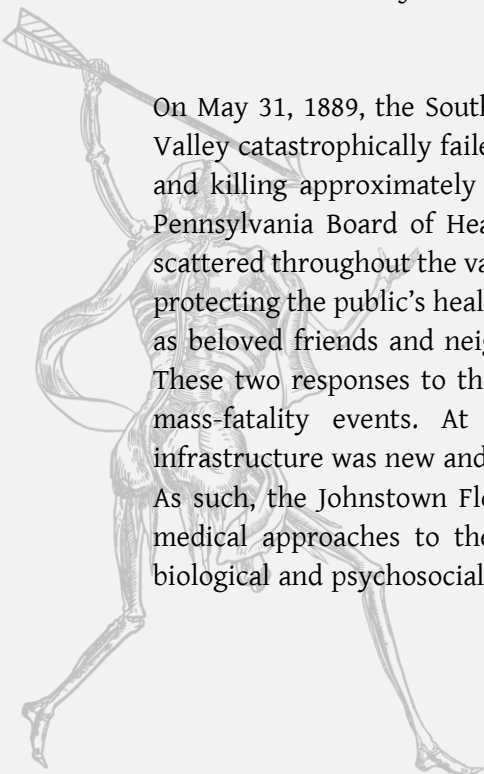 On May 31, 1889, the South
Valley catastrophically faile
and killing approximately
Pennsylvania Board of Hea
scattered throughout the va
protecting the public’s heal
as beloved friends and neig
These two responses to th
mass-fatality events. At
infrastructure was new and
As such, the Johnstown Flo
medical approaches to the
biological and psychosocial